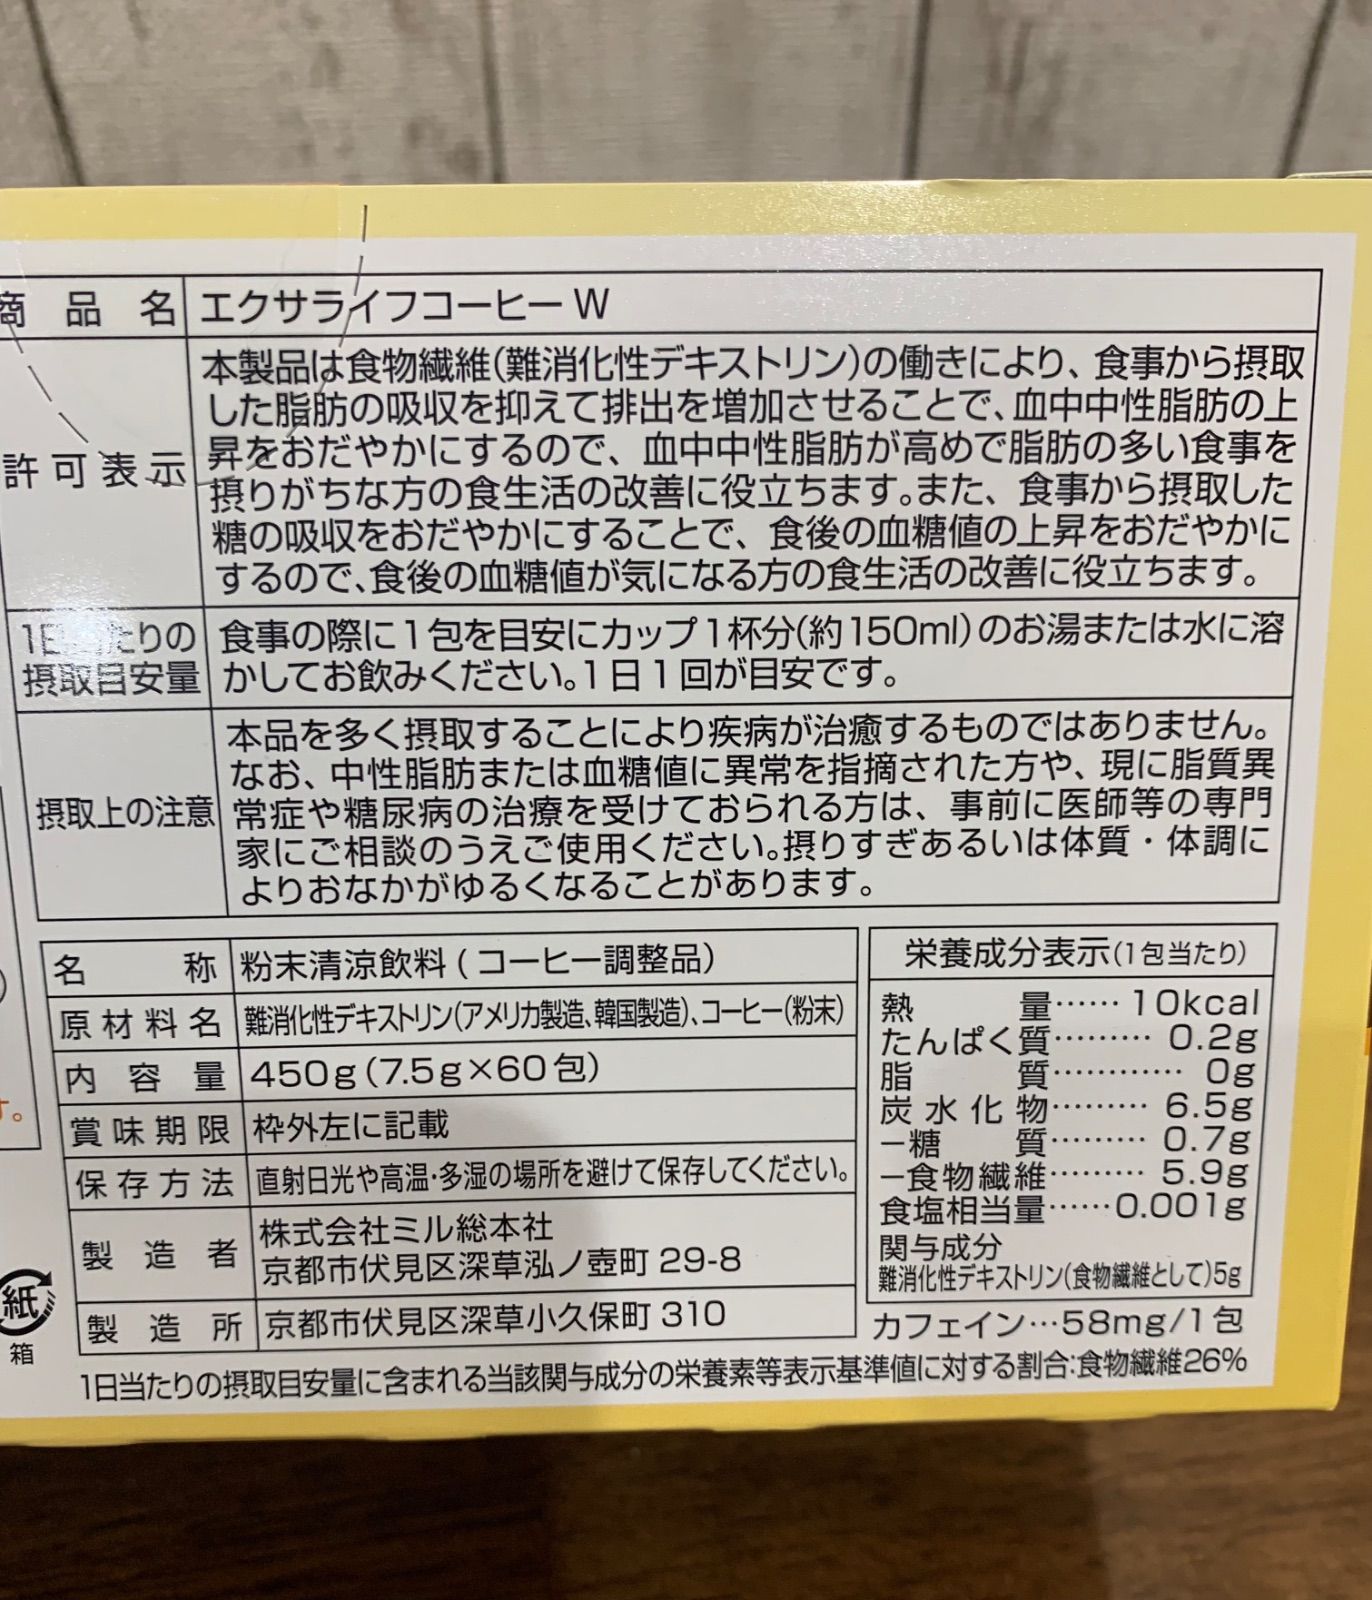 商品名 エクサライフコーヒーW
許可表示
本製品は食物繊維(難消化性デキストリン)の働きにより、食事から摂取
した脂肪の吸収を抑えて排出を増加させることで、血中中性脂肪の上
昇をおだやかにするので、血中中性脂肪が高めで脂肪の多い食事を
摂りがちな方の食生活の改善に役立ちます。また、食事から摂取した
糖の吸収をおだやかにすることで、食後の血糖値の上昇をおだやかに
するので、食後の血糖値が気になる方の食生活の改善に役立ちます。
1日当たりの
摂取目安量
食事の際に1包を目安にカップ1杯分(約150ml)のお湯または水に溶
かしてお飲みください。1日1回が目安です。
摂取上の注意
本品を多く摂取することにより疾病が治癒するものではありません。
なお、中性脂肪または血糖値に異常を指摘された方や、現に脂質異
常症や糖尿病の治療を受けておられる方は、事前に医師等の専門
家にご相談のうえご使用ください。摂りすぎあるいは体質・体調に
よりおなかがゆるくなることがあります。
名称 粉末清涼飲料(コーヒー調整品)
原材料名 難消化性デキストリン(アメリカ製造、韓国製造)、コーヒー(粉末)
内容量 450g(7.5g×60包)
賞味期限 枠外左に記載
保存方法 直射日光や高温・多湿の場所を避けて保存してください。
製造者 株式会社ミル総本社
京都市伏見区深草泓ノ壺町 29-8
製造所 京都市伏見区深草小久保町 310
栄養成分表示(1包当たり)
熱量……10kcal
たんぱく質………0.2g
脂質…………0g
炭水化物………6.5g
−糖質………0.7g
−食物繊維………5.9g
食塩相当量……0.001g
関与成分
難消化性デキストリン(食物繊維として)5g
カフェイン…58mg/1包
1日当たりの摂取目安量に含まれる当該関与成分の栄養素等表示基準値に対する割合:食物繊維26%
す。
紙
箱